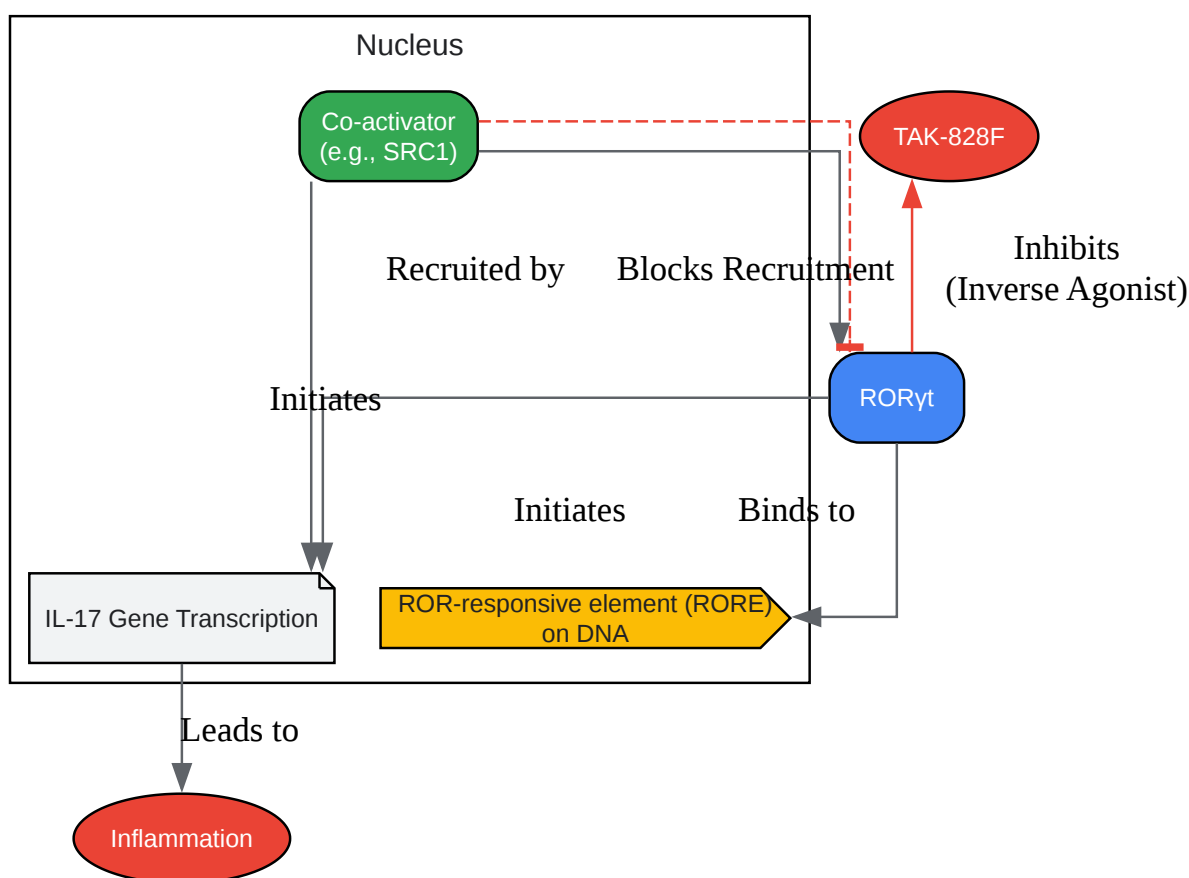 Nucleus
Co-activator
(e.g., SRC1)
TAK-828F
Recruited by
Blocks Recruitment
Inhibits
(Inverse Agonist)
Initiates
RORγt
Initiates
Binds to
IL-17 Gene Transcription
ROR-responsive element (RORE)
on DNA
Leads to
Inflammation